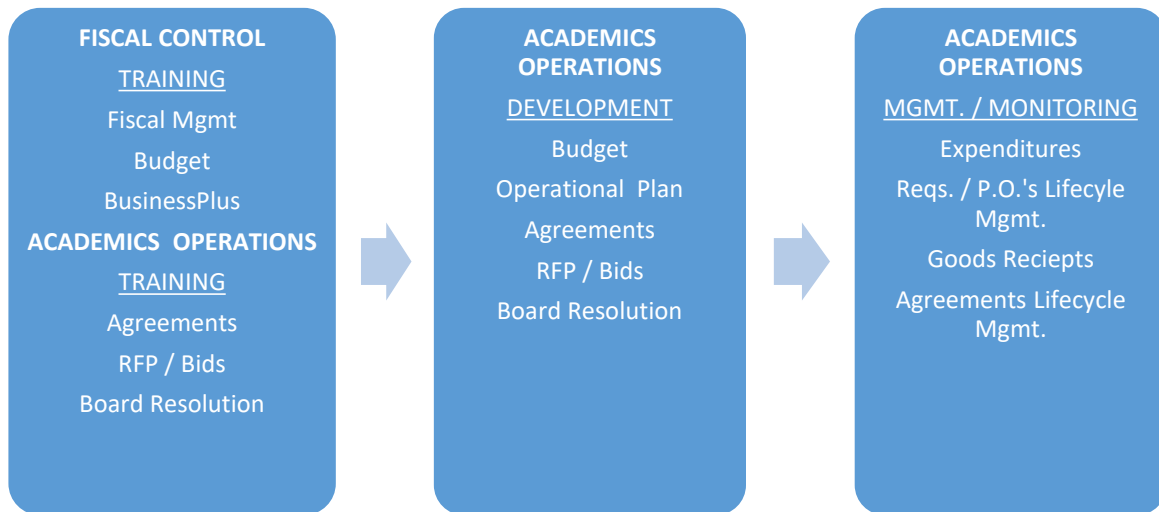 FISCAL CONTROL
TRAINING
Fiscal Mgmt
Budget
BusinessPlus
ACADEMICS OPERATIONS
TRAINING
Agreements
RFP / Bids
Board Resolution
ACADEMICS
OPERATIONS
DEVELOPMENT
Budget
Operational Plan
Agreements
RFP / Bids
Board Resolution
ACADEMICS
OPERATIONS
MGMT. / MONITORING
Expenditures
Reqs. / P.O.'s Lifecyle
Mgmt.
Goods Reciepts
Agreements Lifecycle
Mgmt.